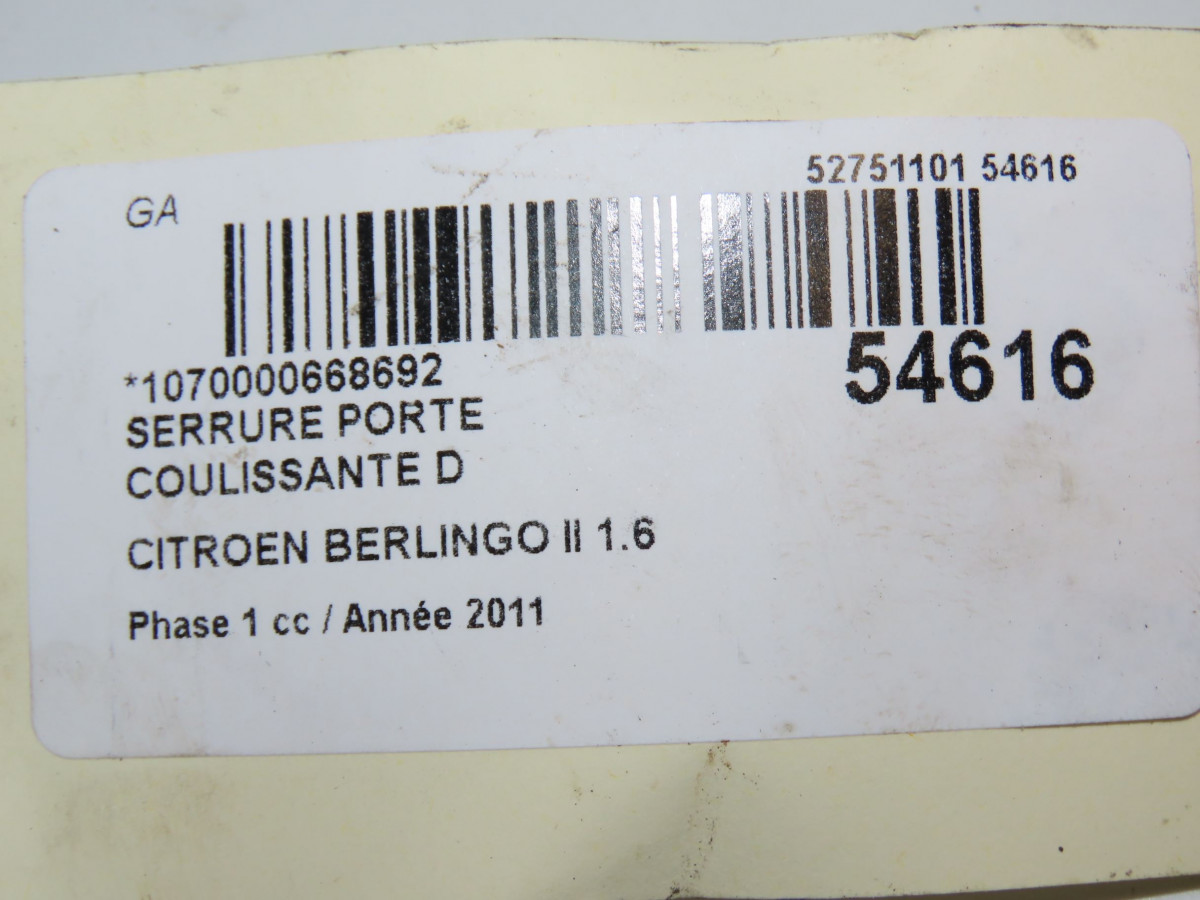 GA
52751101 54616
*1070000668692
54616
SERRURE PORTE
COULISSANTE D
CITROEN BERLINGO II 1.6
Phase 1 cc / Année 2011